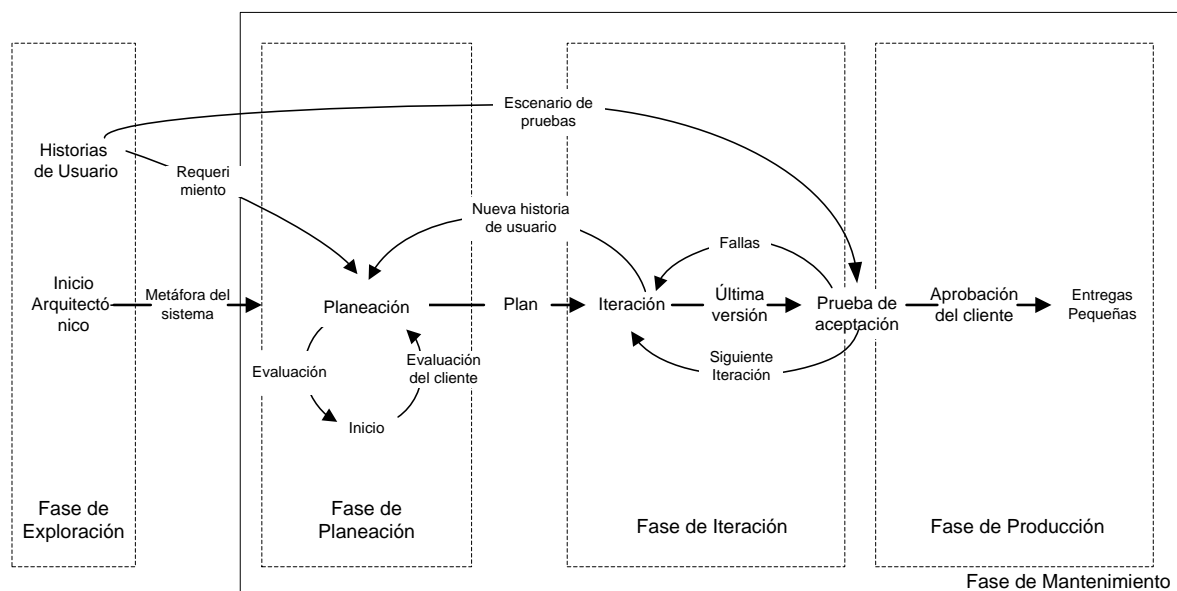 Escenario de
pruebas
Historias
de Usuario
Requeri
miento
Nueva historia
de usuario
Fallas
Inicio
Arquitectó
nico
Metáfora del
sistema
Planeación
Plan
Iteración
Última
versión
Prueba de
aceptación
Aprobación
del cliente
Entregas
Pequeñas
Evaluación
Evaluación
del cliente
Siguiente
Iteración
Inicio
Fase de
Exploración
Fase de
Planeación
Fase de Iteración
Fase de Producción
Fase de Mantenimiento